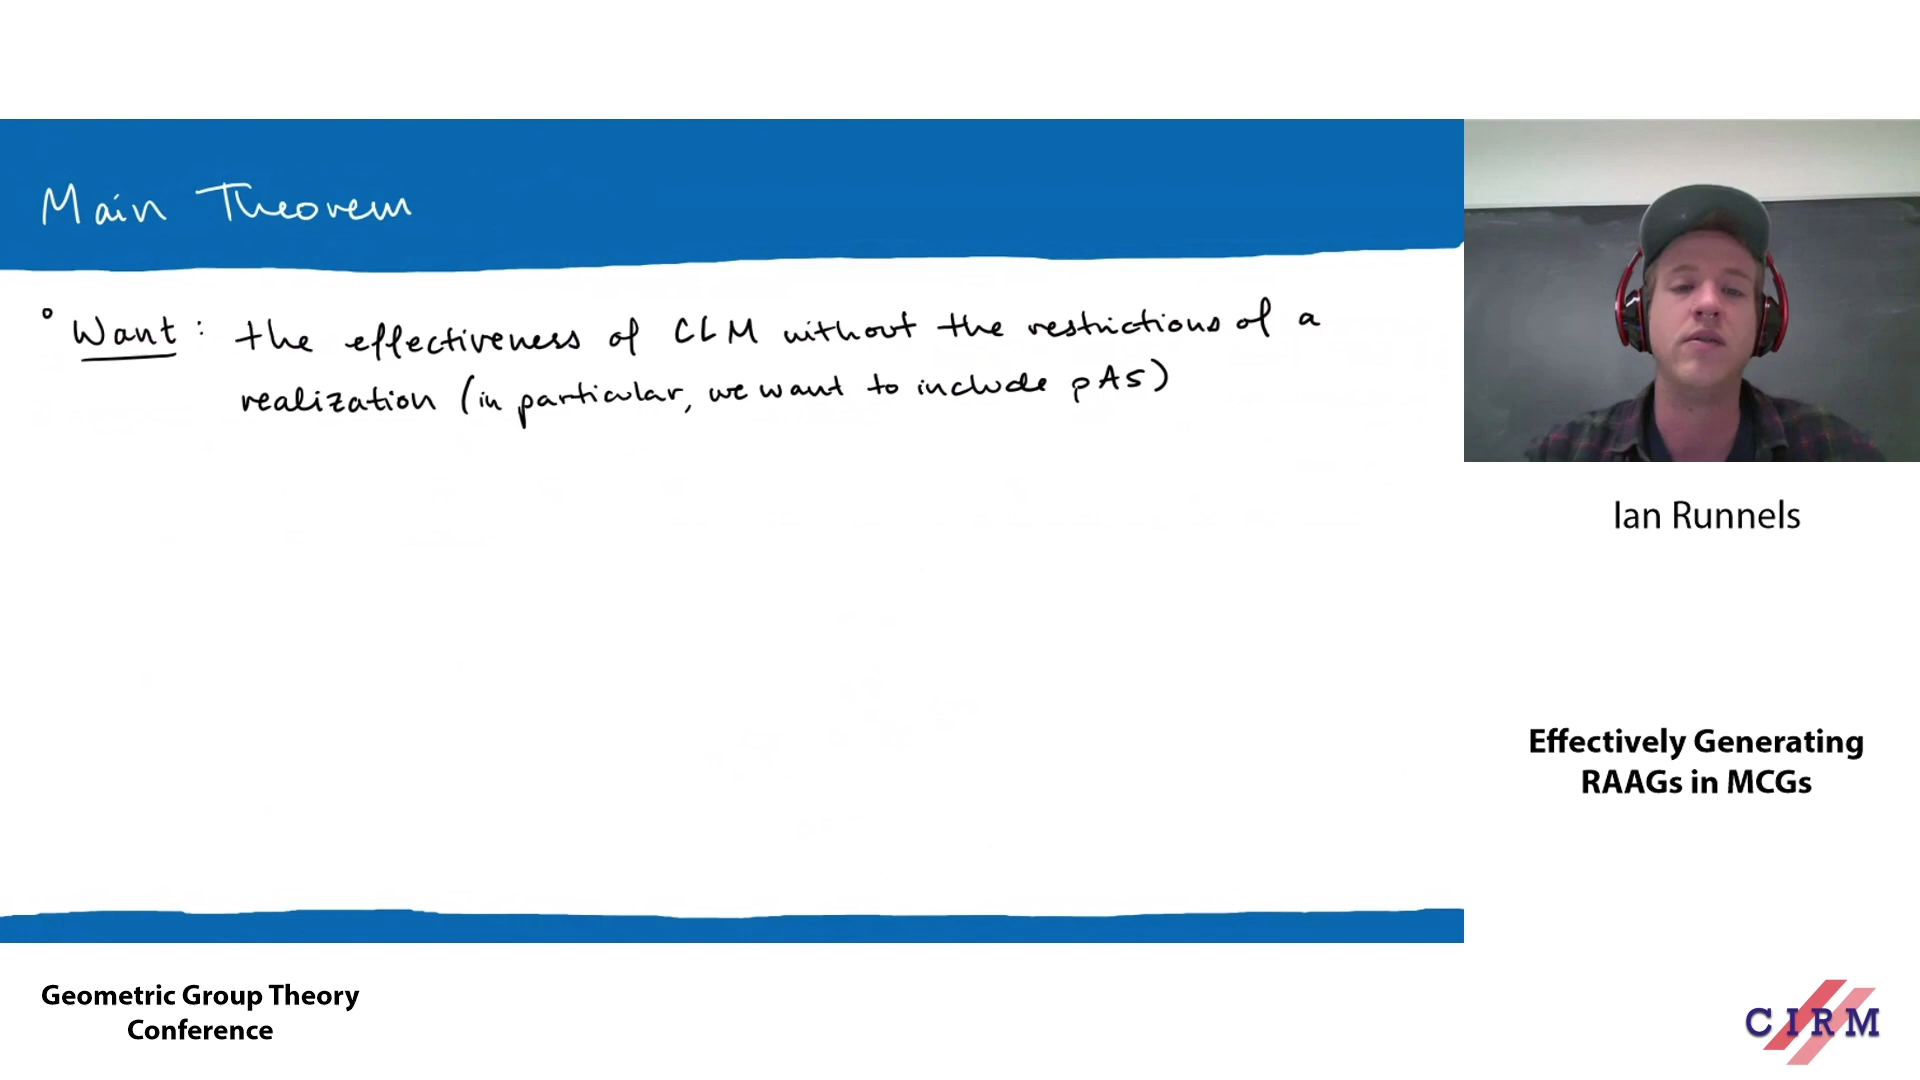 Main Theorem
Want: the effectiveness of CLM without the restrictions of a
realization (in particular, we want to include pAs)
Ian Runnels
Effectively Generating
RAAGs in MCGs
Geometric Group Theory
Conference
CIRM